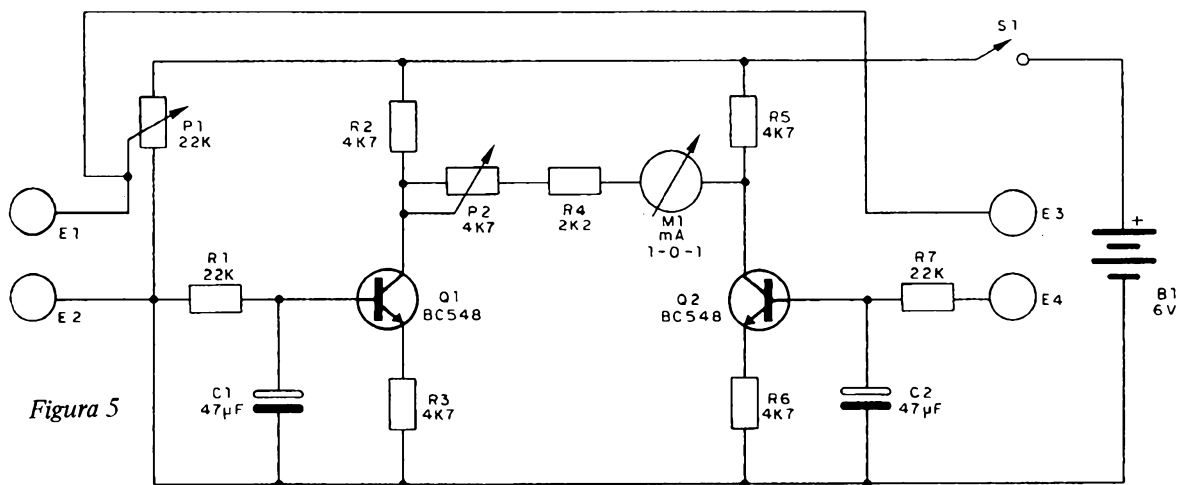 S1
P1
22K
R2
4K7
R5
4K7
P2
4K7
R4
2K2
M1
mA
1-0-1
E1
E3
R1
22K
Q1
BC548
Q2
BC548
R7
22K
E2
E4
+
B1
6V
C1
47µF
R3
4K7
R6
4K7
C2
47µF
Figura 5